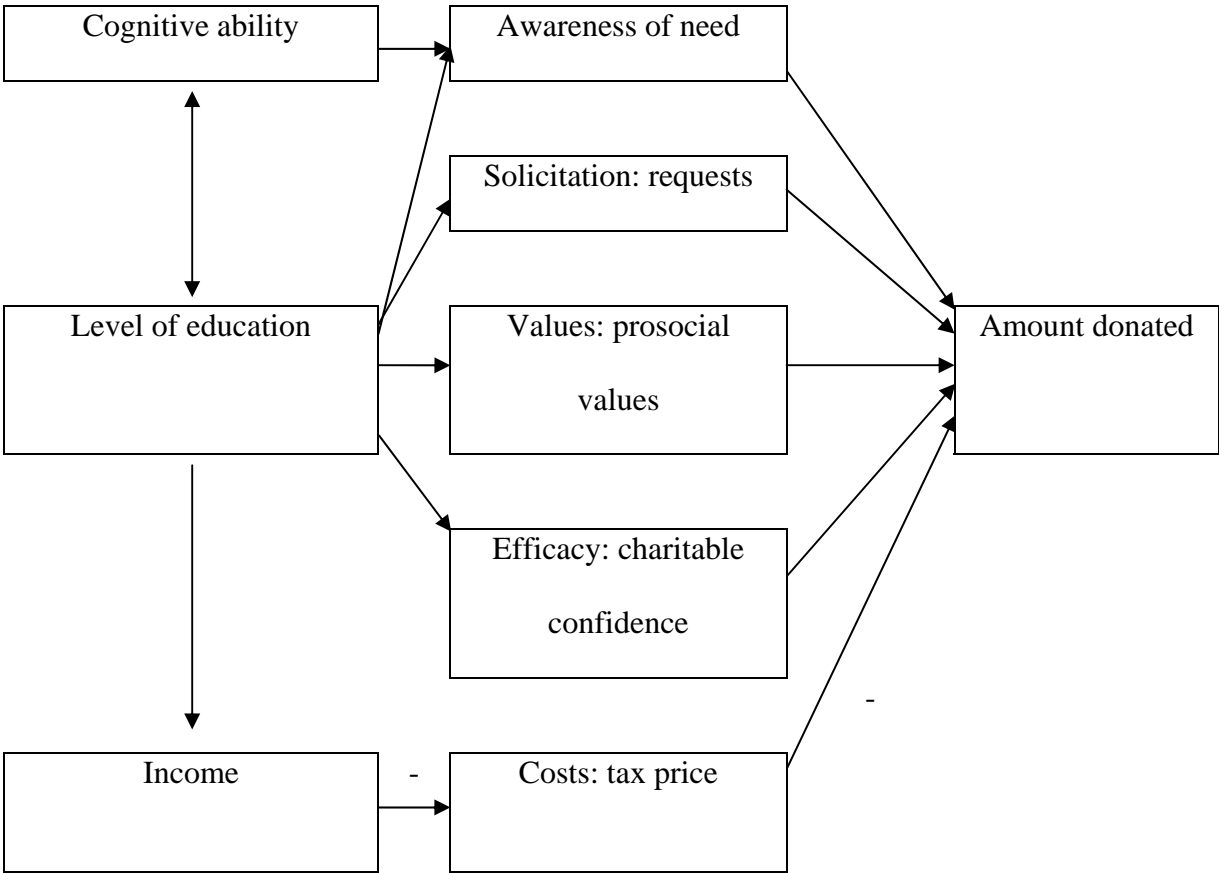 Cognitive ability
Awareness of need
Solicitation: requests
Level of education
Values: prosocial
values
Amount donated
Efficacy: charitable
confidence
-
Income
-
Costs: tax price